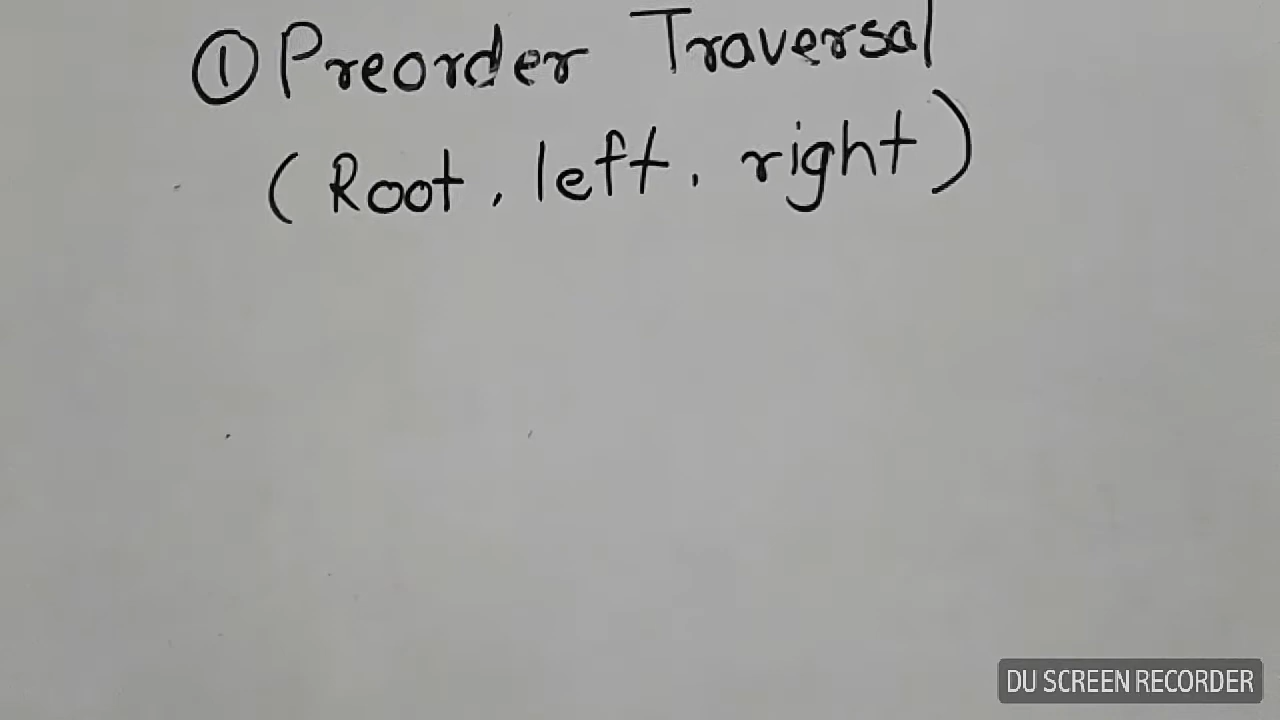 ① Preorder Traversal
(Root, left, right)
DU SCREEN RECORDER